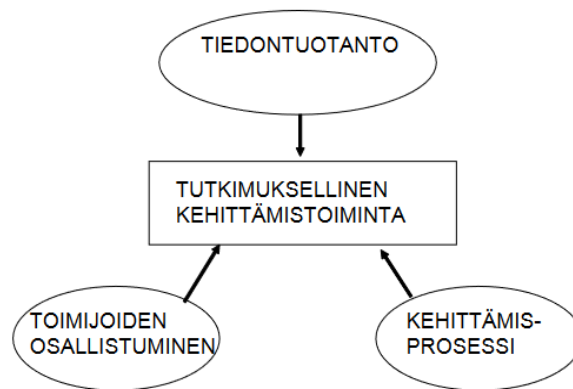 TIEDONTUOTANTO
TUTKIMUKSELLINEN
KEHITTÄMISTOIMINTA
TOIMIJOIDEN
OSALLISTUMINEN
KEHITTÄMIS-
PROSESSI